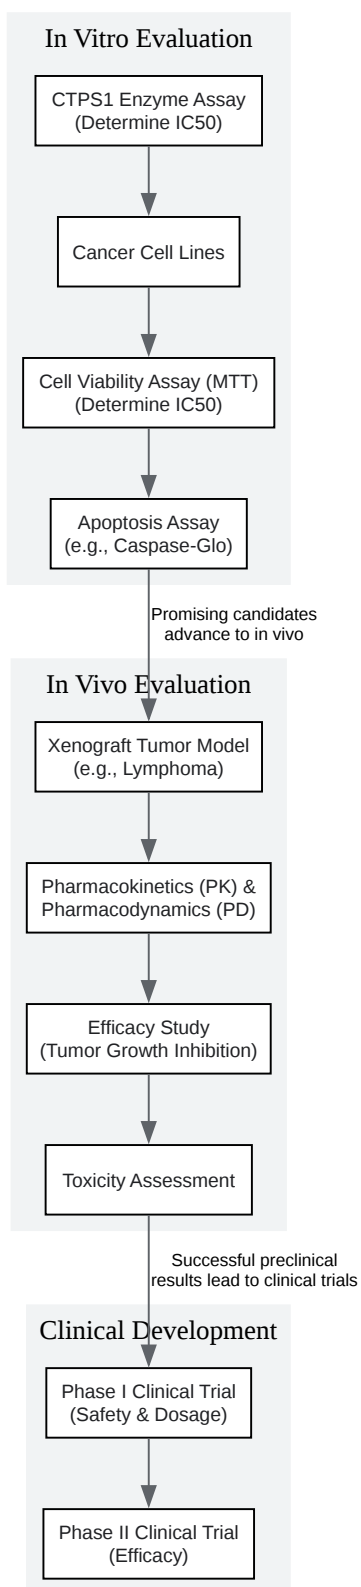 In Vitro Evaluation
CTPS1 Enzyme Assay
(Determine IC50)
Cancer Cell Lines
Cell Viability Assay (MTT)
(Determine IC50)
Apoptosis Assay
(e.g., Caspase-Glo)
Promising candidates
advance to in vivo
In Vivo Evaluation
Xenograft Tumor Model
(e.g., Lymphoma)
Pharmacokinetics (PK) &
Pharmacodynamics (PD)
Efficacy Study
(Tumor Growth Inhibition)
Toxicity Assessment
Successful preclinical
results lead to clinical trials
Clinical Development
Phase I Clinical Trial
(Safety & Dosage)
Phase II Clinical Trial
(Efficacy)